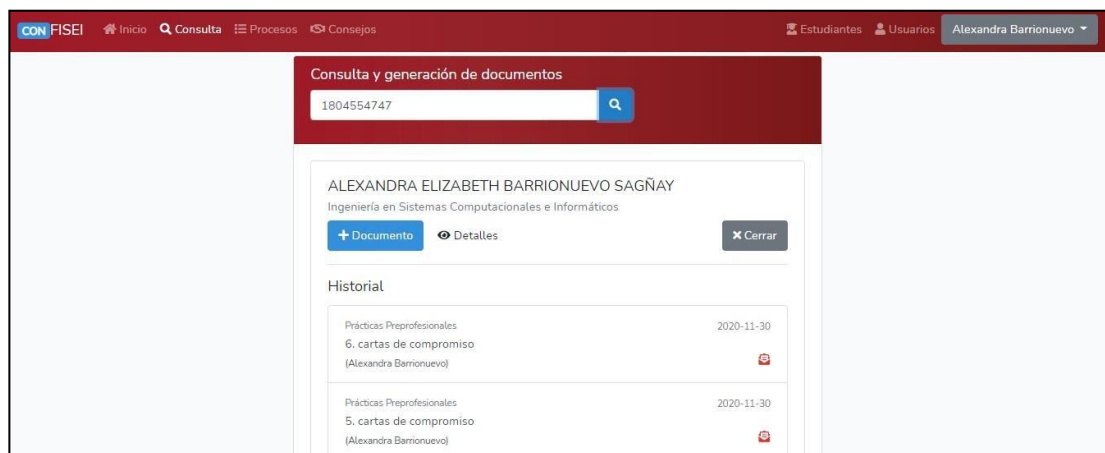 CON FISEI Inicio Consulta Procesos Consejos Estudiantes Usuarios Alexandra Barrionuevo
Consulta y generación de documentos
1804554747
ALEXANDRA ELIZABETH BARRIONUEVO SAGÑAY
Ingeniería en Sistemas Computacionales e Informáticos
+ Documento Detalles × Cerrar
Historial
Prácticas Preprofesionales 2020-11-30
6. cartas de compromiso
(Alexandra Barrionuevo)
Prácticas Preprofesionales 2020-11-30
5. cartas de compromiso
(Alexandra Barrionuevo)